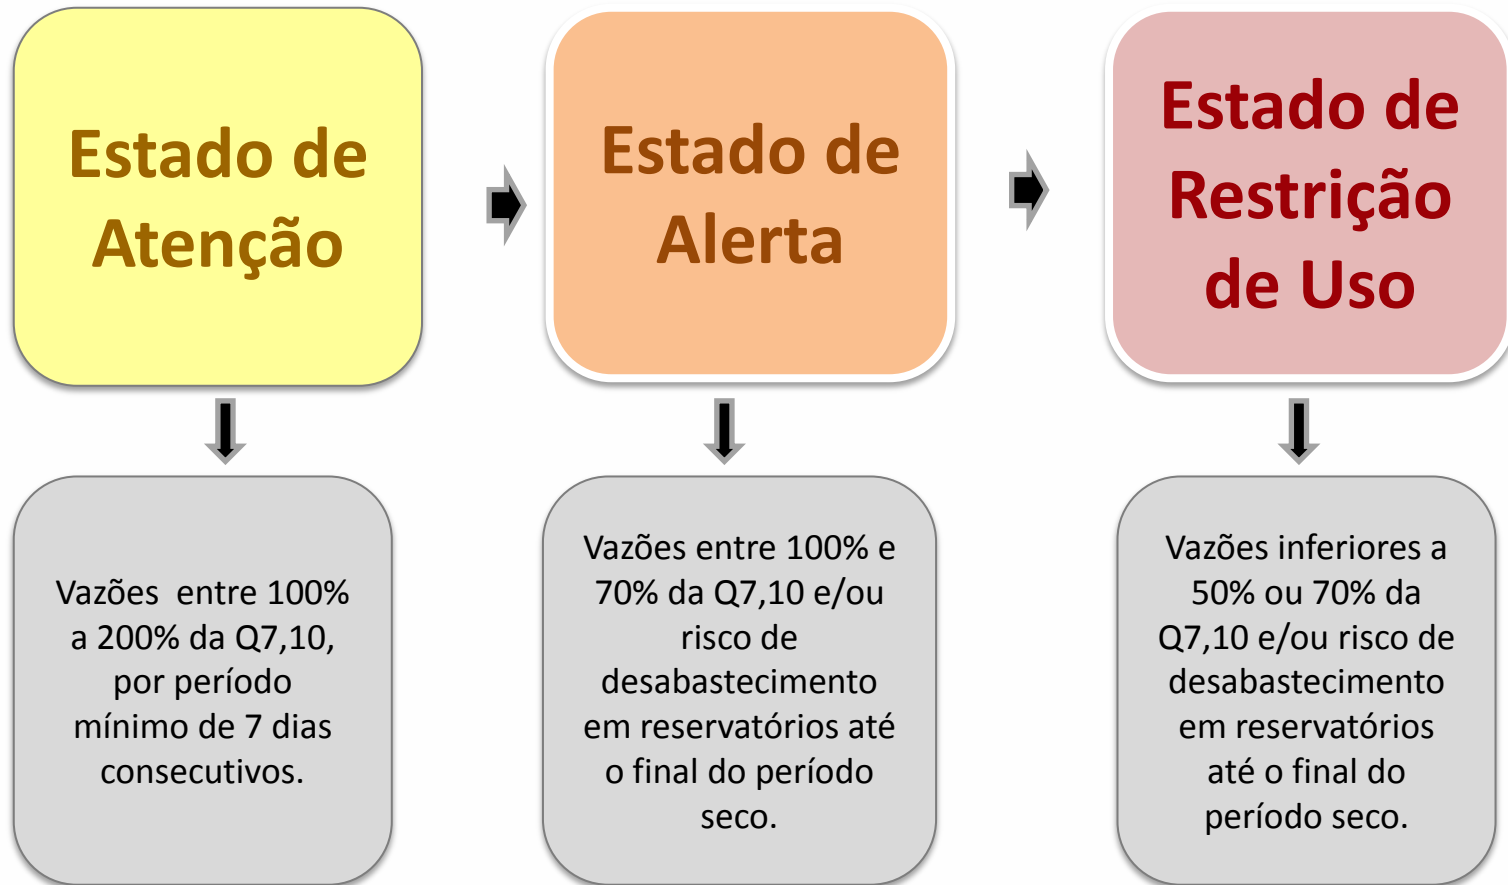 Estado de
Atenção
Estado de
Alerta
Estado de
Restrição
de Uso
Vazões entre 100%
a 200% da Q7,10,
por período
mínimo de 7 dias
consecutivos.
Vazões entre 100% e
70% da Q7,10 e/ou
risco de
desabastecimento
em reservatórios até
o final do período
seco.
Vazões inferiores a
50% ou 70% da
Q7,10 e/ou risco de
desabastecimento
em reservatórios
até o final do
período seco.